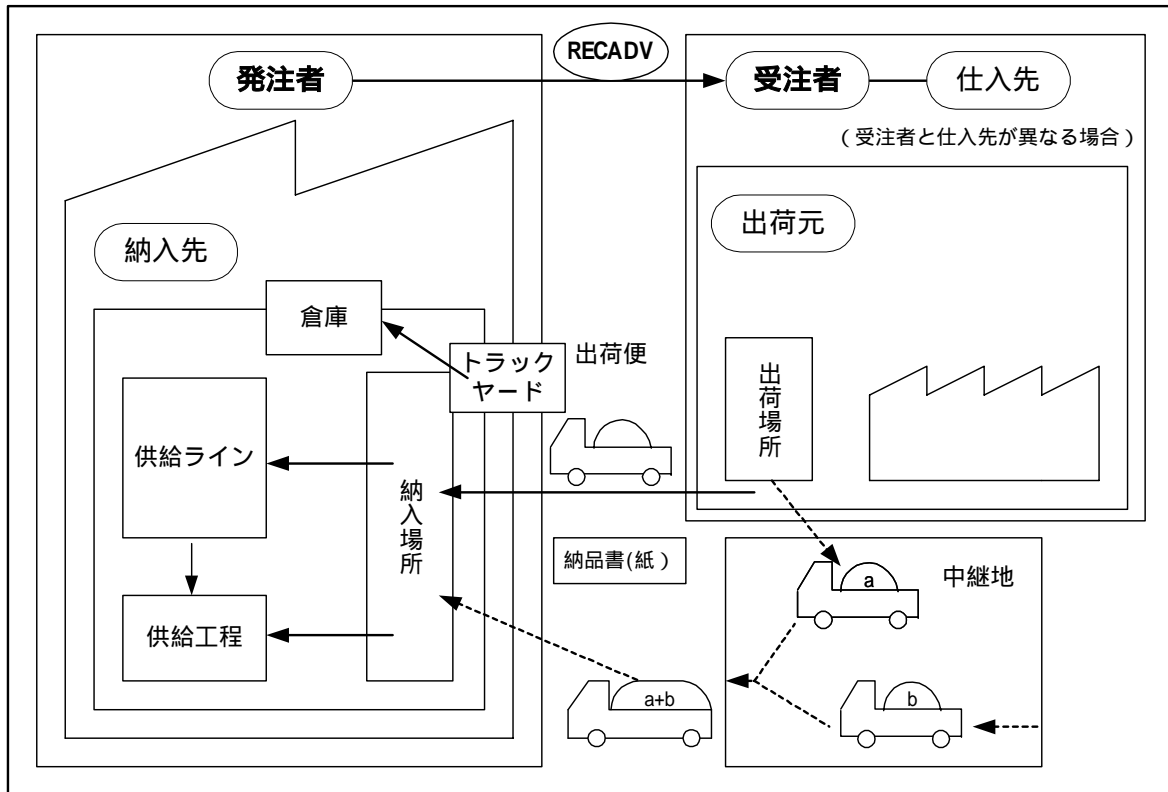 RECADV
発注者
受注者
仕入先
(受注者と仕入先が異なる場合)
出荷元
納入先
倉庫
トラック
ヤード
出荷便
出荷場所
供給ライン
納入場所
納品書(紙)
中継地
a
供給工程
a+b
b